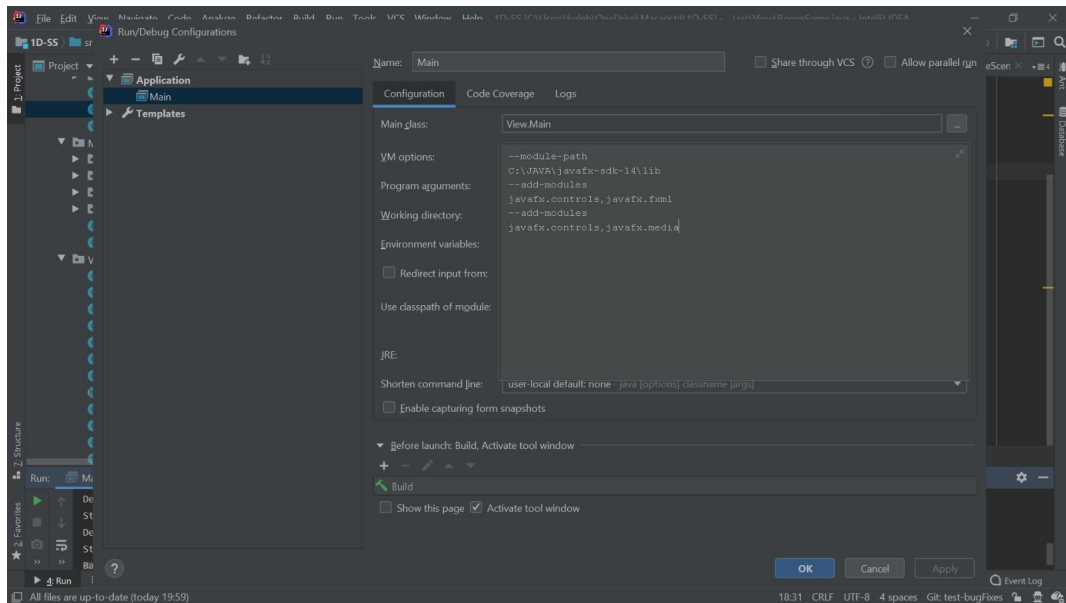 File Edit View Navigate Code Analyze Refactor Build Run Tools VCS Window Help
1D-SS
Run/Debug Configurations
Project
Application
Main
Templates
Name: Main
Share through VCS
Allow parallel run
Configuration Code Coverage Logs
Main class: View.Main
VM options:
--module-path
C:\JAVA\javafx-sdk-14\lib
--add-modules
javafx.controls,javafx.fxml
--add-modules
javafx.controls,javafx.media
Program arguments:
Working directory:
Environment variables:
Redirect input from:
Use classpath of module:
JRE:
Shorten command line: user-local default: none - java [options] classname [args]
Enable capturing form snapshots
Before launch: Build, Activate tool window
Build
Show this page Activate tool window
OK Cancel Apply
1: Project
7: Structure
2: Favorites
Ant
Database
Run:
4: Run
Event Log
All files are up-to-date (today 19:59)
18:31 CRLF UTF-8 4 spaces Git: test-bugFixes